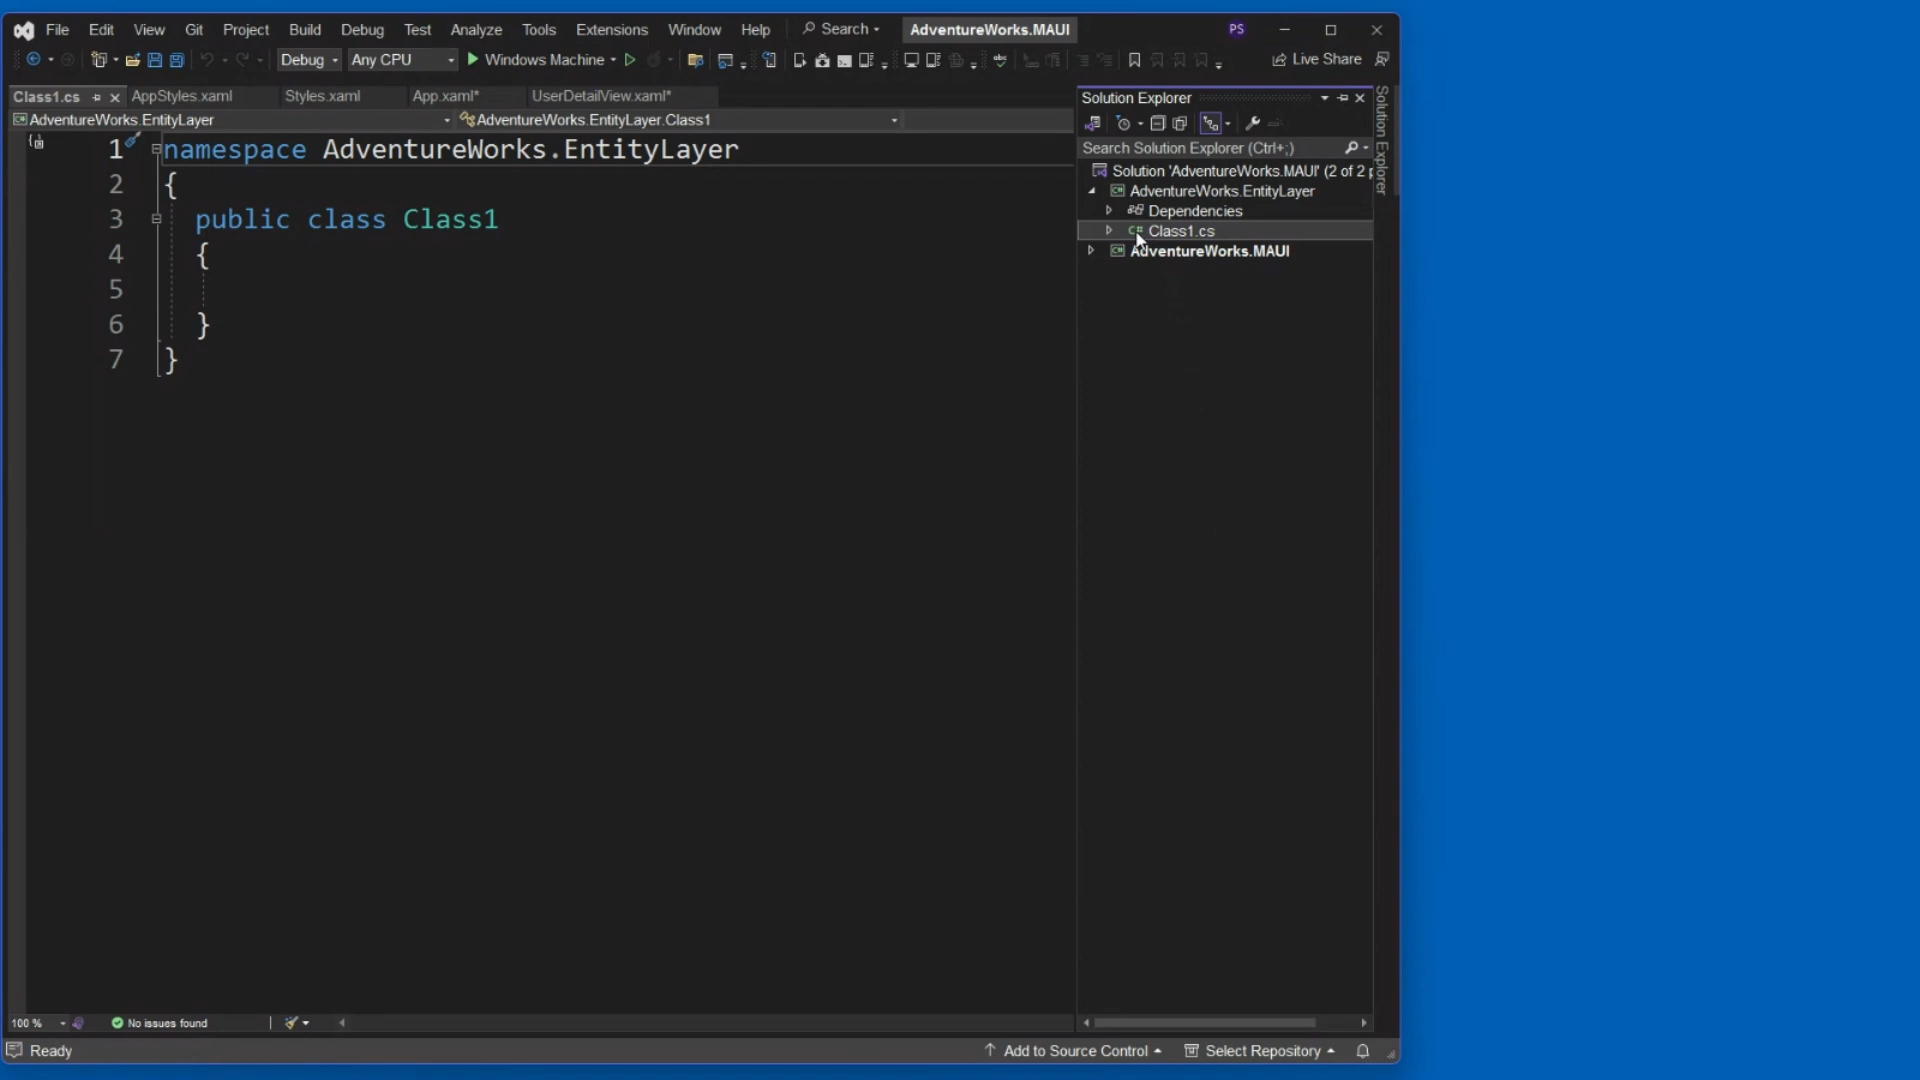 File Edit View Git Project Build Debug Test Analyze Tools Extensions Window Help Search AdventureWorks.MAUI PS
Debug Any CPU Windows Machine Live Share
Class1.cs AppStyles.xaml Styles.xaml App.xaml* UserDetailView.xaml*
AdventureWorks.EntityLayer AdventureWorks.EntityLayer.Class1
1 namespace AdventureWorks.EntityLayer
2 {
3 public class Class1
4 {
5
6 }
7 }
Solution Explorer
Search Solution Explorer (Ctrl+;)
Solution 'AdventureWorks.MAUI' (2 of 2 p
AdventureWorks.EntityLayer
Dependencies
C# Class1.cs
AdventureWorks.MAUI
Solution Explorer
100 % No issues found
Ready Add to Source Control Select Repository